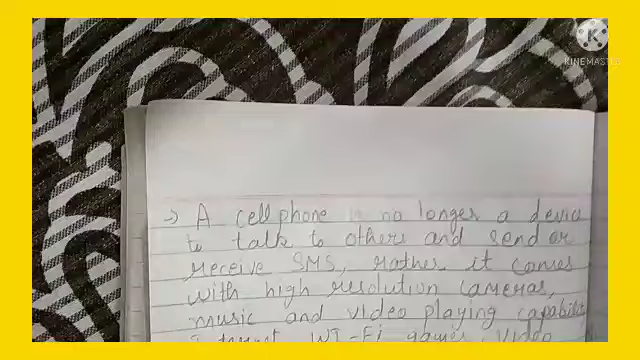 KINEMASTER
→ A cell phone is no longer a device
to talk to others and send or
receive SMS, rather it comes
with high resolution cameras,
music and video playing capabilit
internet WI-Fi games, video